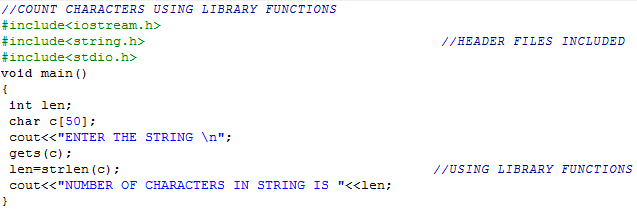 //COUNT CHARACTERS USING LIBRARY FUNCTIONS
#include<iostream.h>
#include<string.h> //HEADER FILES INCLUDED
#include<stdio.h>
void main()
{
int len;
char c[50];
cout<<"ENTER THE STRING \n";
gets(c);
len=strlen(c); //USING LIBRARY FUNCTIONS
cout<<"NUMBER OF CHARACTERS IN STRING IS "<<len;
}